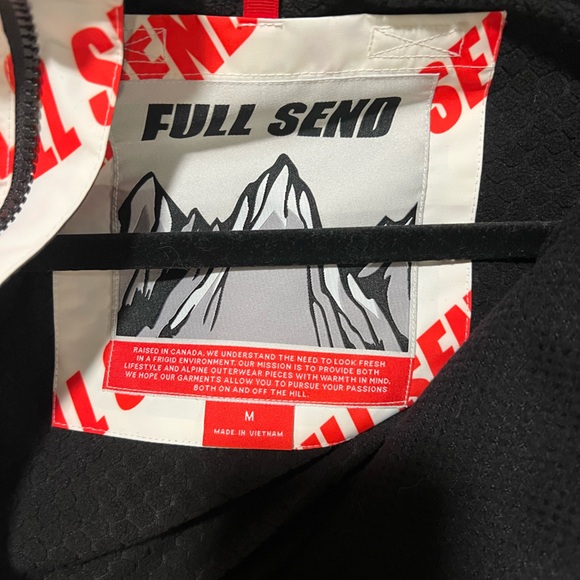 SEND
FULL SEND
RAISED IN CANADA, WE UNDERSTAND THE NEED TO LOOK FRESH
IN A FRIGID ENVIRONMENT. OUR MISSION IS TO PROVIDE BOTH
LIFESTYLE AND ALPINE OUTERWEAR PIECES WITH WARMTH IN MIND.
WE HOPE OUR GARMENTS ALLOW YOU TO PURSUE YOUR PASSIONS
BOTH ON AND OFF THE HILL.
M
MADE IN VIETNAM
SEND